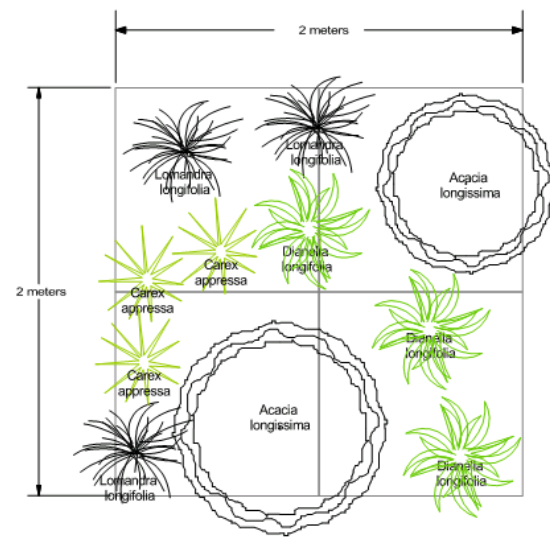 2 meters
Lomandra
longifolia
Lomandra
longifolia
Acacia
longissima
Dianella
longifolia
Carex
appressa
Carex
appressa
2 meters
Dianella
longifolia
Carex
appressa
Acacia
longissima
Lomandra
longifolia
Dianella
longifolia